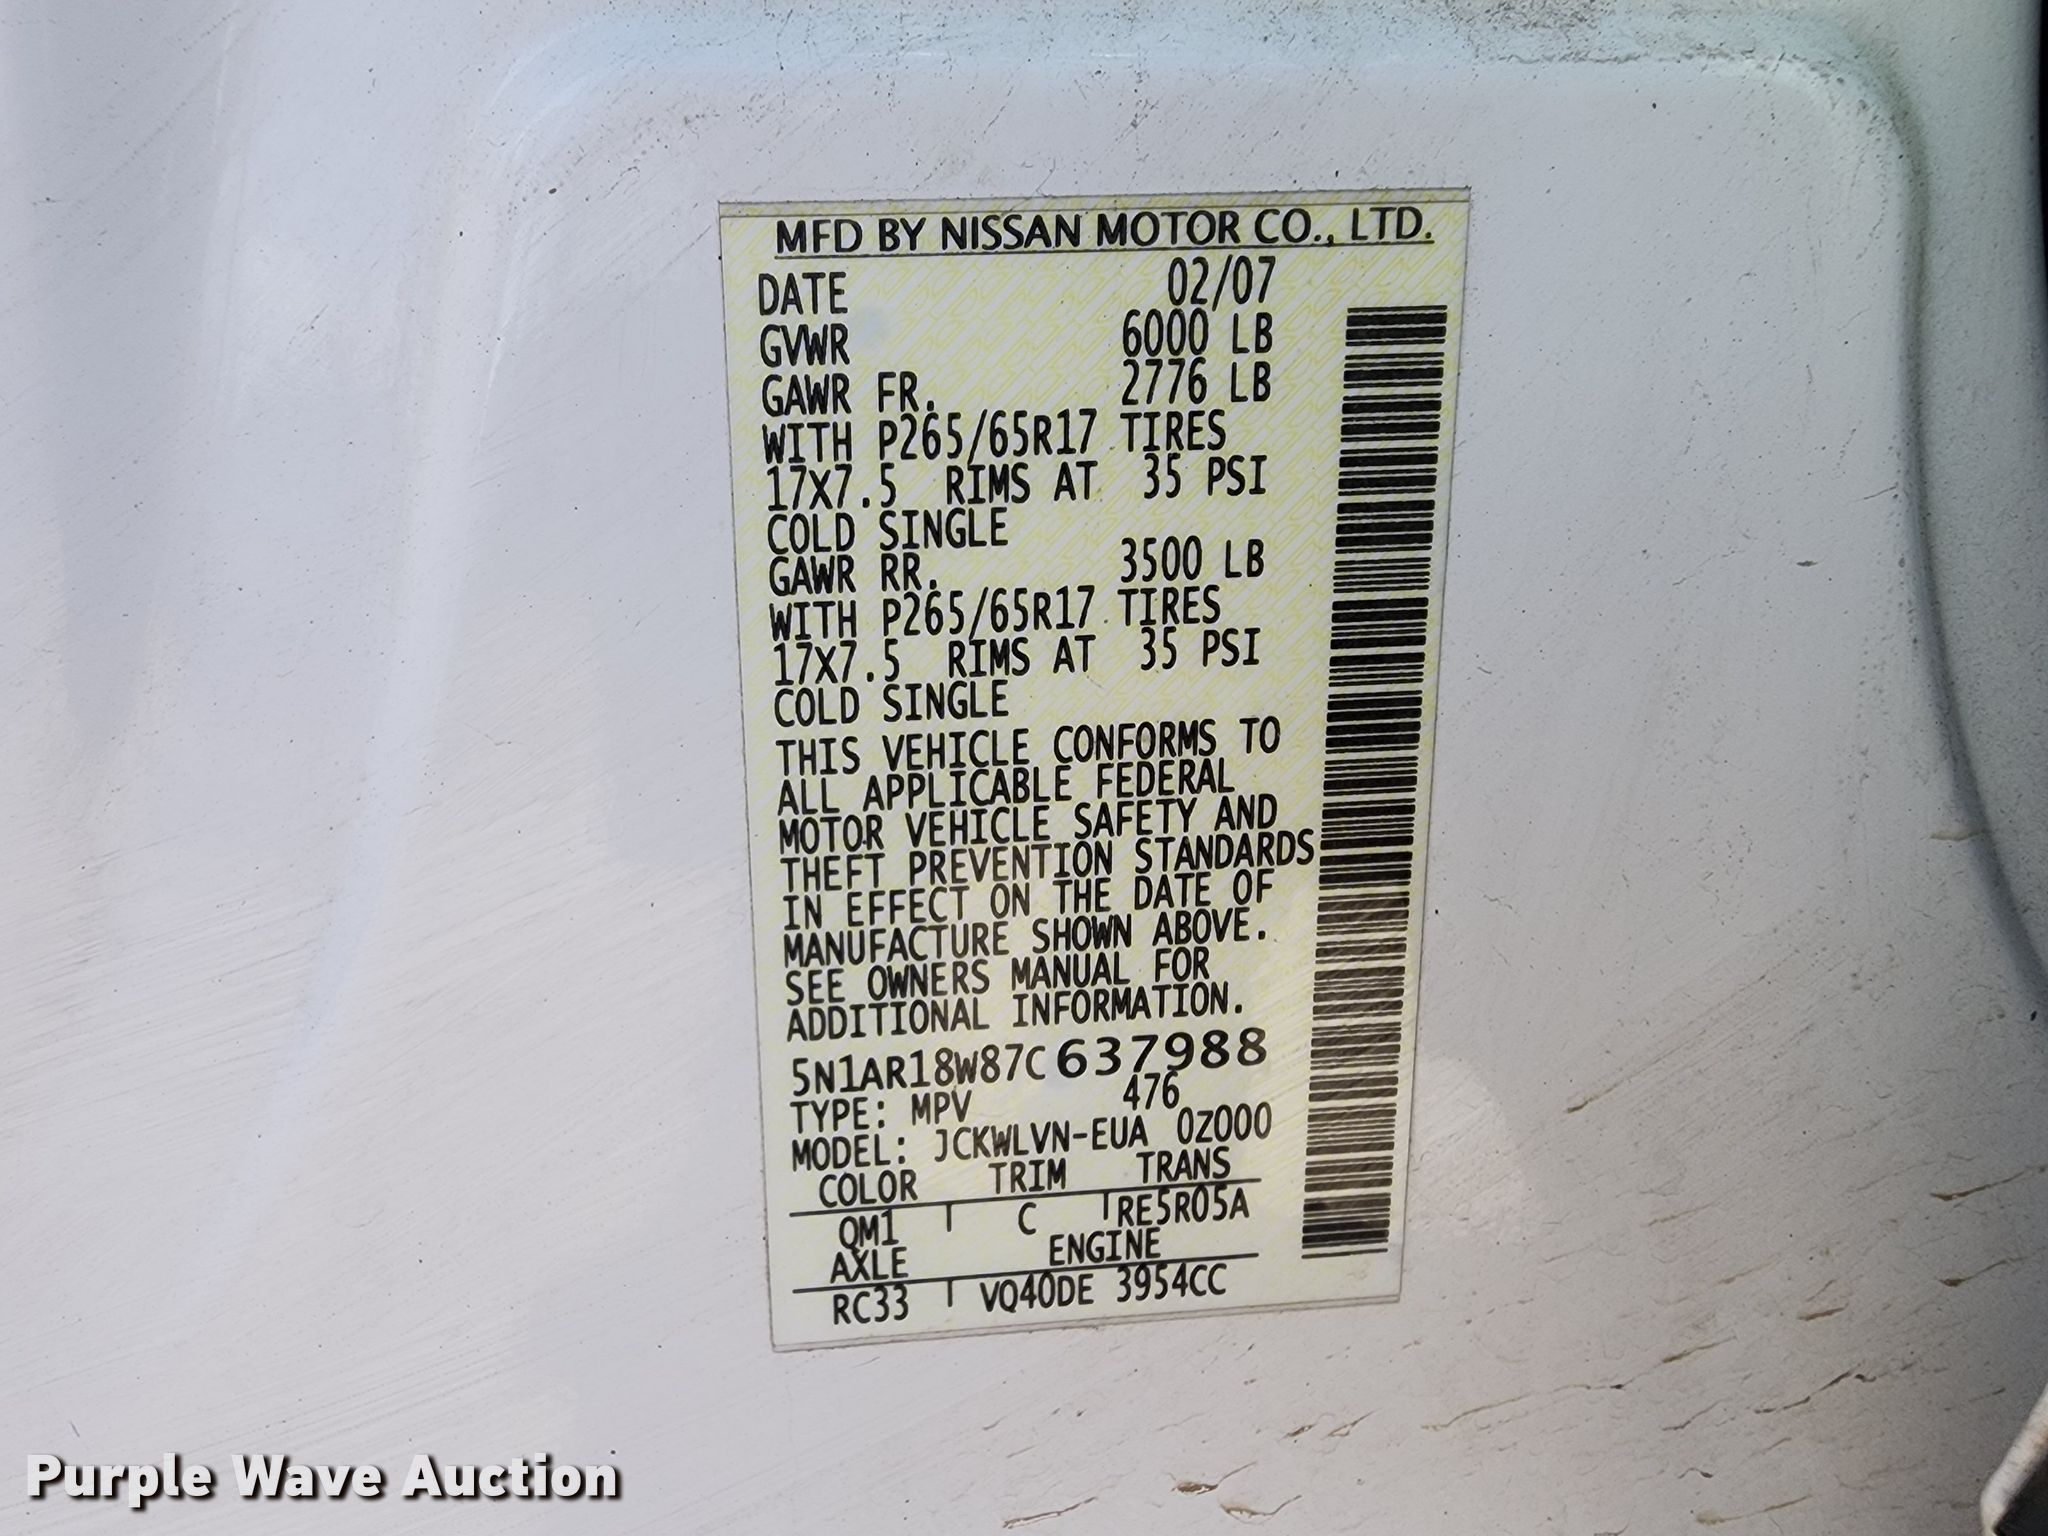 MFD BY NISSAN MOTOR CO., LTD.
DATE 02/07
GVWR 6000 LB
GAWR FR. 2776 LB
WITH P265/65R17 TIRES
17X7.5 RIMS AT 35 PSI
COLD SINGLE
GAWR RR. 3500 LB
WITH P265/65R17 TIRES
17X7.5 RIMS AT 35 PSI
COLD SINGLE
THIS VEHICLE CONFORMS TO
ALL APPLICABLE FEDERAL
MOTOR VEHICLE SAFETY AND
THEFT PREVENTION STANDARDS
IN EFFECT ON THE DATE OF
MANUFACTURE SHOWN ABOVE.
SEE OWNERS MANUAL FOR
ADDITIONAL INFORMATION.
5N1AR18W87C637988
TYPE: MPV 476
MODEL: JCKWLVN-EUA 0Z000
COLOR TRIM TRANS
QM1 C RE5R05A
AXLE ENGINE
RC33 VQ40DE 3954CC
Purple Wave Auction